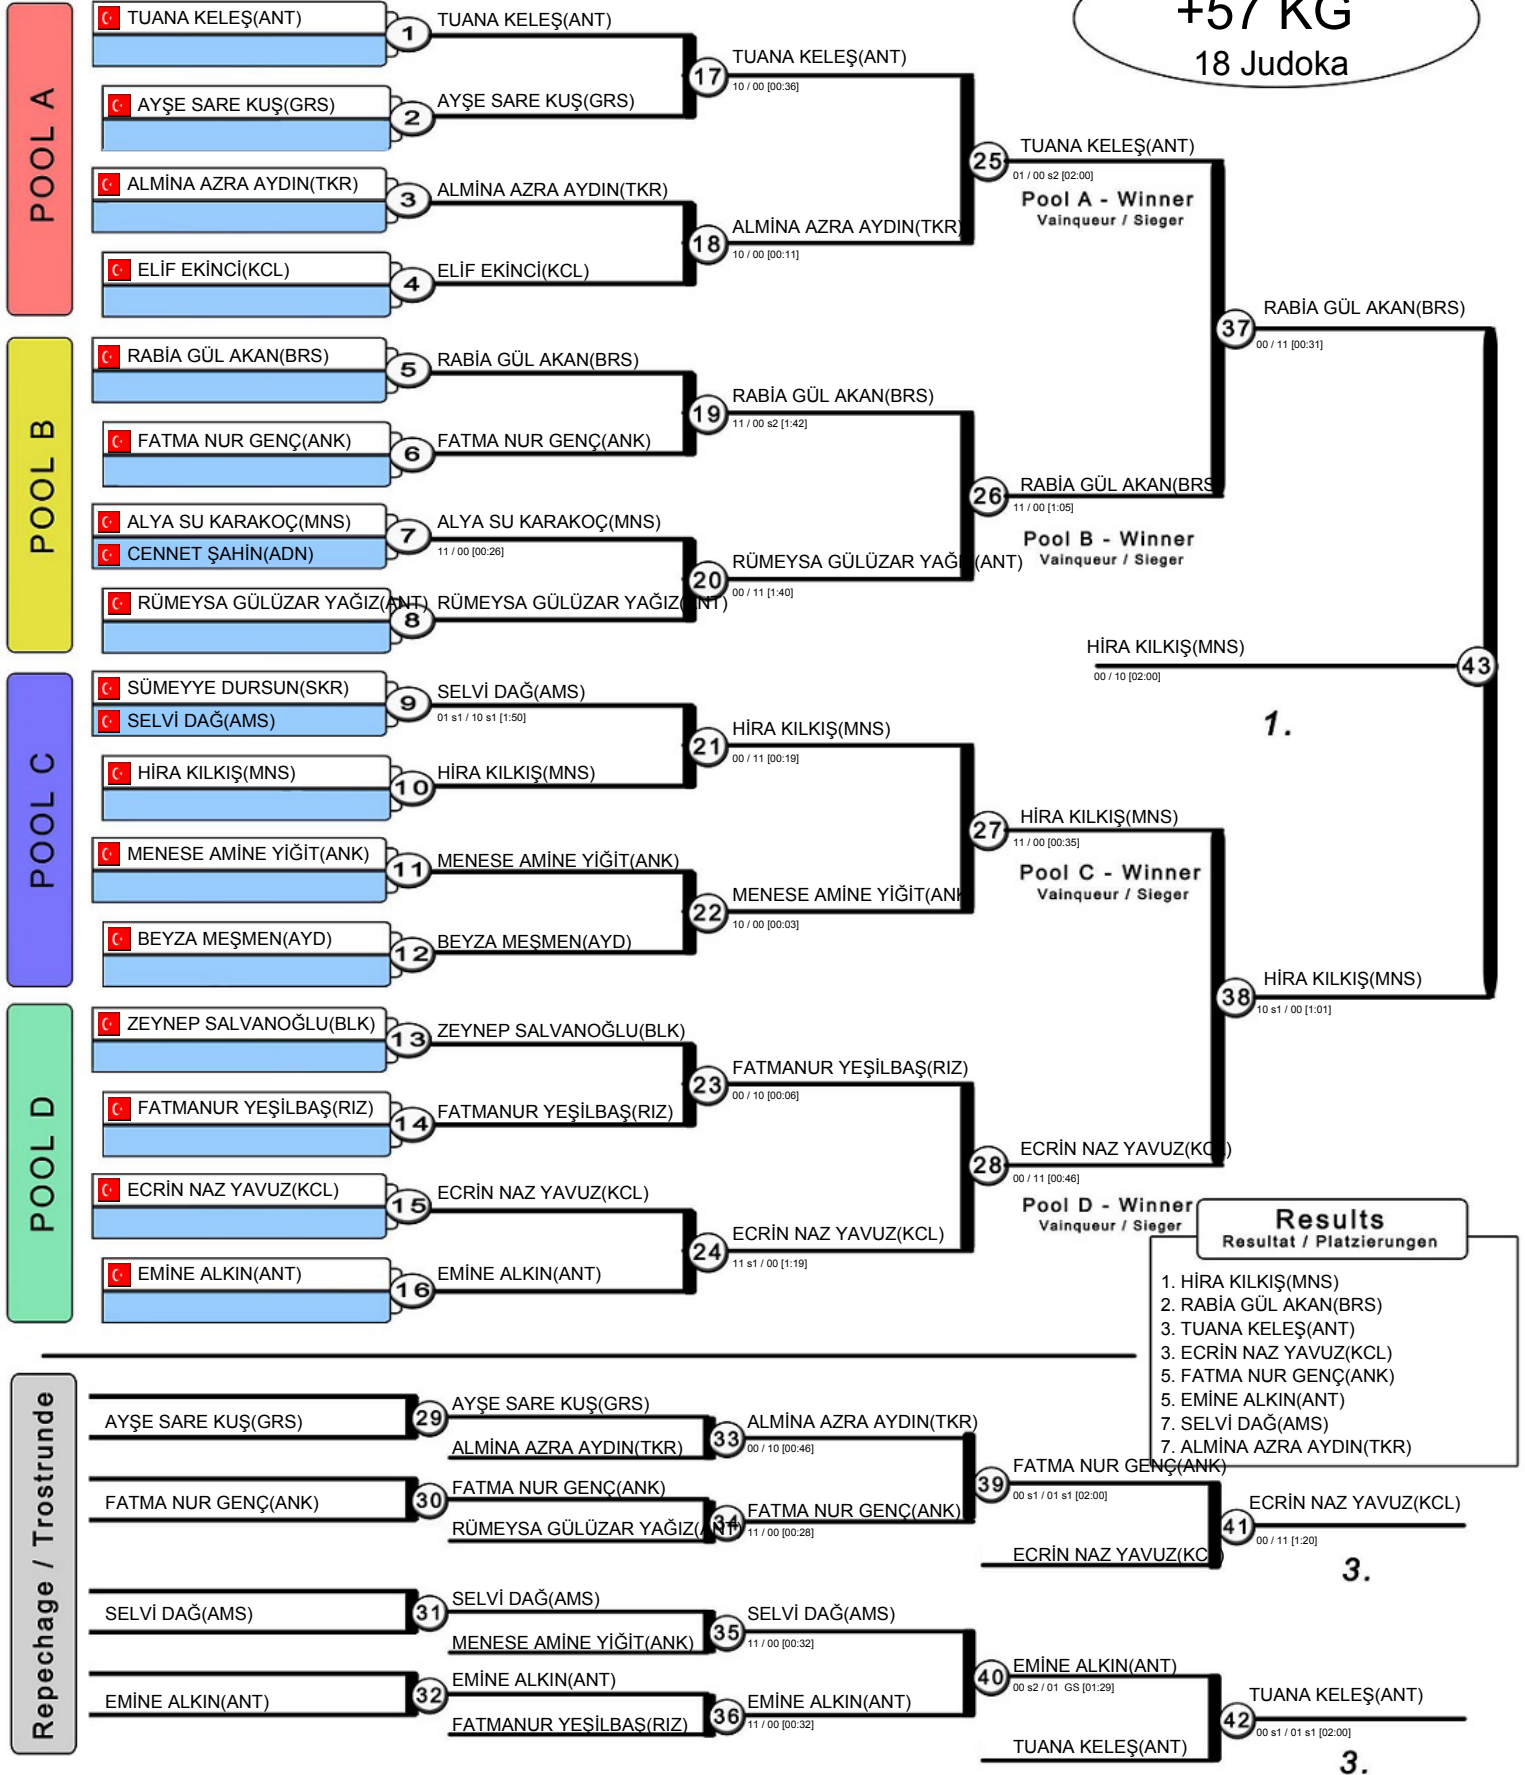 +57 KG
18 Judoka
POOL A
TUANA KELEŞ(ANT)
1
TUANA KELEŞ(ANT)
AYŞE SARE KUŞ(GRS)
2
AYŞE SARE KUŞ(GRS)
17
TUANA KELEŞ(ANT)
10 / 00 [00:36]
ALMİNA AZRA AYDIN(TKR)
3
ALMİNA AZRA AYDIN(TKR)
ELİF EKİNCİ(KCL)
4
ELİF EKİNCİ(KCL)
18
ALMİNA AZRA AYDIN(TKR)
10 / 00 [00:11]
25
TUANA KELEŞ(ANT)
01 / 00 s2 [02:00]
Pool A - Winner
Vainqueur / Sieger
POOL B
RABİA GÜL AKAN(BRS)
5
RABİA GÜL AKAN(BRS)
FATMA NUR GENÇ(ANK)
6
FATMA NUR GENÇ(ANK)
19
RABİA GÜL AKAN(BRS)
11 / 00 s2 [1:42]
ALYA SU KARAKOÇ(MNS)
CENNET ŞAHİN(ADN)
7
ALYA SU KARAKOÇ(MNS)
11 / 00 [00:26]
RÜMEYSA GÜLÜZAR YAĞIZ(ANT)
8
RÜMEYSA GÜLÜZAR YAĞIZ(ANT)
20
RÜMEYSA GÜLÜZAR YAĞIZ(ANT)
00 / 11 [1:40]
26
RABİA GÜL AKAN(BRS)
11 / 00 [1:05]
Pool B - Winner
Vainqueur / Sieger
37
RABİA GÜL AKAN(BRS)
00 / 11 [00:31]
HİRA KILKIŞ(MNS)
00 / 10 [02:00]
43
1.
POOL C
SÜMEYYE DURSUN(SKR)
SELVİ DAĞ(AMS)
9
SELVİ DAĞ(AMS)
01 s1 / 10 s1 [1:50]
HİRA KILKIŞ(MNS)
10
HİRA KILKIŞ(MNS)
21
HİRA KILKIŞ(MNS)
00 / 11 [00:19]
MENESE AMİNE YİĞİT(ANK)
11
MENESE AMİNE YİĞİT(ANK)
BEYZA MEŞMEN(AYD)
12
BEYZA MEŞMEN(AYD)
22
MENESE AMİNE YİĞİT(ANK
10 / 00 [00:03]
27
HİRA KILKIŞ(MNS)
11 / 00 [00:35]
Pool C - Winner
Vainqueur / Sieger
38
HİRA KILKIŞ(MNS)
10 s1 / 00 [1:01]
POOL D
ZEYNEP SALVANOĞLU(BLK)
13
ZEYNEP SALVANOĞLU(BLK)
FATMANUR YEŞİLBAŞ(RIZ)
14
FATMANUR YEŞİLBAŞ(RIZ)
23
FATMANUR YEŞİLBAŞ(RIZ)
00 / 10 [00:06]
ECRİN NAZ YAVUZ(KCL)
15
ECRİN NAZ YAVUZ(KCL)
EMİNE ALKIN(ANT)
16
EMİNE ALKIN(ANT)
24
ECRİN NAZ YAVUZ(KCL)
11 s1 / 00 [1:19]
28
ECRİN NAZ YAVUZ(KCL)
00 / 11 [00:46]
Pool D - Winner
Vainqueur / Sieger
Results
Resultat / Platzierungen
1. HİRA KILKIŞ(MNS)
2. RABİA GÜL AKAN(BRS)
3. TUANA KELEŞ(ANT)
3. ECRİN NAZ YAVUZ(KCL)
5. FATMA NUR GENÇ(ANK)
5. EMİNE ALKIN(ANT)
7. SELVİ DAĞ(AMS)
7. ALMİNA AZRA AYDIN(TKR)
Repechage / Trostrunde
AYŞE SARE KUŞ(GRS)
29
AYŞE SARE KUŞ(GRS)
ALMİNA AZRA AYDIN(TKR)
33
ALMİNA AZRA AYDIN(TKR)
00 / 10 [00:46]
FATMA NUR GENÇ(ANK)
30
FATMA NUR GENÇ(ANK)
RÜMEYSA GÜLÜZAR YAĞIZ(ANT)
34
FATMA NUR GENÇ(ANK)
11 / 00 [00:28]
39
FATMA NUR GENÇ(ANK)
00 s1 / 01 s1 [02:00]
ECRİN NAZ YAVUZ(KCL)
41
ECRİN NAZ YAVUZ(KCL)
00 / 11 [1:20]
3.
SELVİ DAĞ(AMS)
31
SELVİ DAĞ(AMS)
MENESE AMİNE YİĞİT(ANK)
35
SELVİ DAĞ(AMS)
11 / 00 [00:32]
EMİNE ALKIN(ANT)
32
EMİNE ALKIN(ANT)
FATMANUR YEŞİLBAŞ(RIZ)
36
EMİNE ALKIN(ANT)
11 / 00 [00:32]
40
EMİNE ALKIN(ANT)
00 s2 / 01 GS [01:29]
TUANA KELEŞ(ANT)
42
TUANA KELEŞ(ANT)
00 s1 / 01 s1 [02:00]
3.